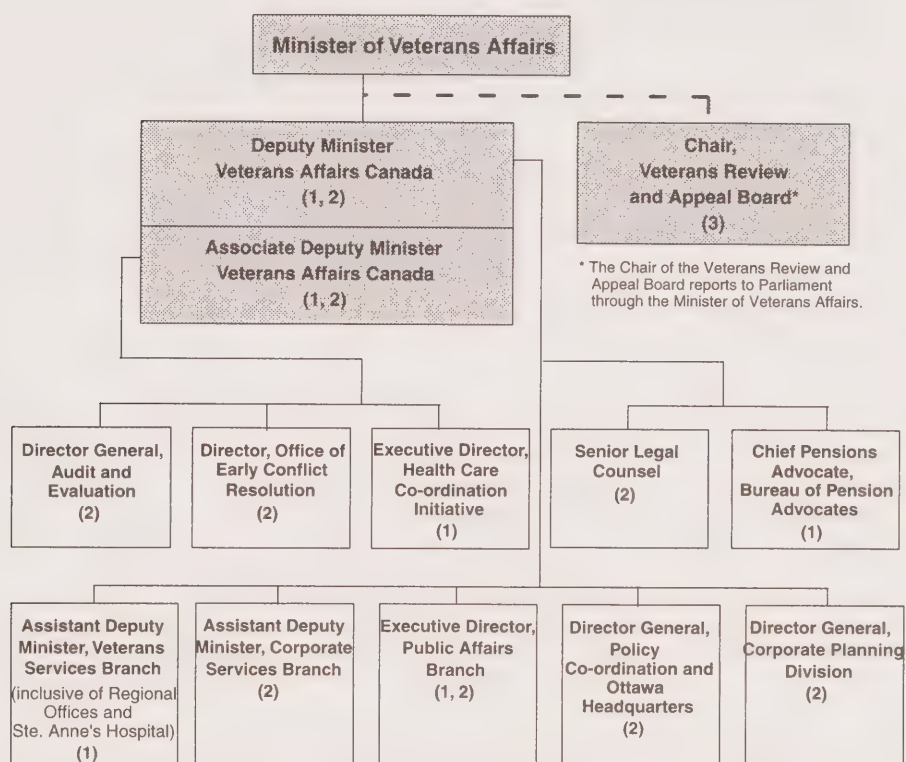 Minister of Veterans Affairs
Deputy Minister
Veterans Affairs Canada
(1, 2)
Associate Deputy Minister
Veterans Affairs Canada
(1, 2)
Chair,
Veterans Review
and Appeal Board*
(3)
* The Chair of the Veterans Review and
Appeal Board reports to Parliament
through the Minister of Veterans Affairs.
Director General,
Audit and
Evaluation
(2)
Director, Office of
Early Conflict
Resolution
(2)
Executive Director,
Health Care
Co-ordination
Initiative
(1)
Senior Legal
Counsel
(2)
Chief Pensions
Advocate,
Bureau of Pension
Advocates
(1)
Assistant Deputy
Minister, Veterans
Services Branch
(inclusive of Regional
Offices and
Ste. Anne's Hospital)
(1)
Assistant Deputy
Minister, Corporate
Services Branch
(2)
Executive Director,
Public Affairs
Branch
(1, 2)
Director General,
Policy
Co-ordination and
Ottawa
Headquarters
(2)
Director General,
Corporate Planning
Division
(2)